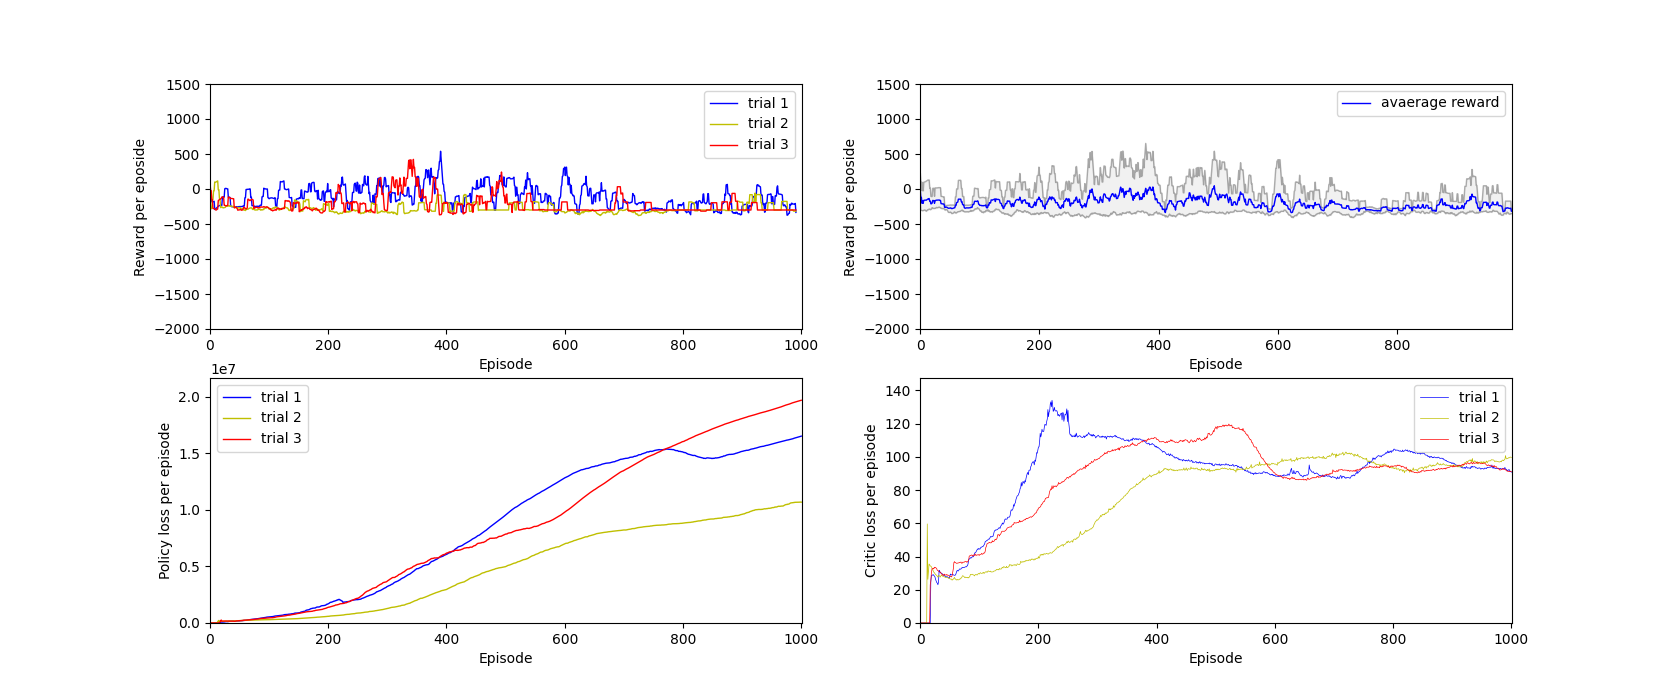 1500
1000
500
0
−500
−1000
−1500
−2000
Reward per eposide
0 200 400 600 800 1000
Episode
trial 1
trial 2
trial 3
1500
1000
500
0
−500
−1000
−1500
−2000
Reward per eposide
0 200 400 600 800
Episode
avaerage reward
1e7
2.0
1.5
1.0
0.5
0.0
Policy loss per episode
0 200 400 600 800 1000
Episode
trial 1
trial 2
trial 3
140
120
100
80
60
40
20
0
Critic loss per episode
0 200 400 600 800 1000
Episode
trial 1
trial 2
trial 3